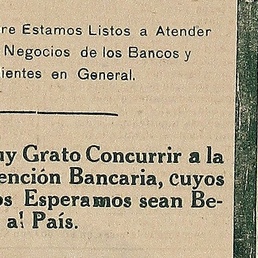 re Estamos Listos a Atender
Negocios de los Bancos y
ientes en General.
uy Grato Concurrir a la
ención Bancaria, cuyos
os Esperamos sean Be-
al País.